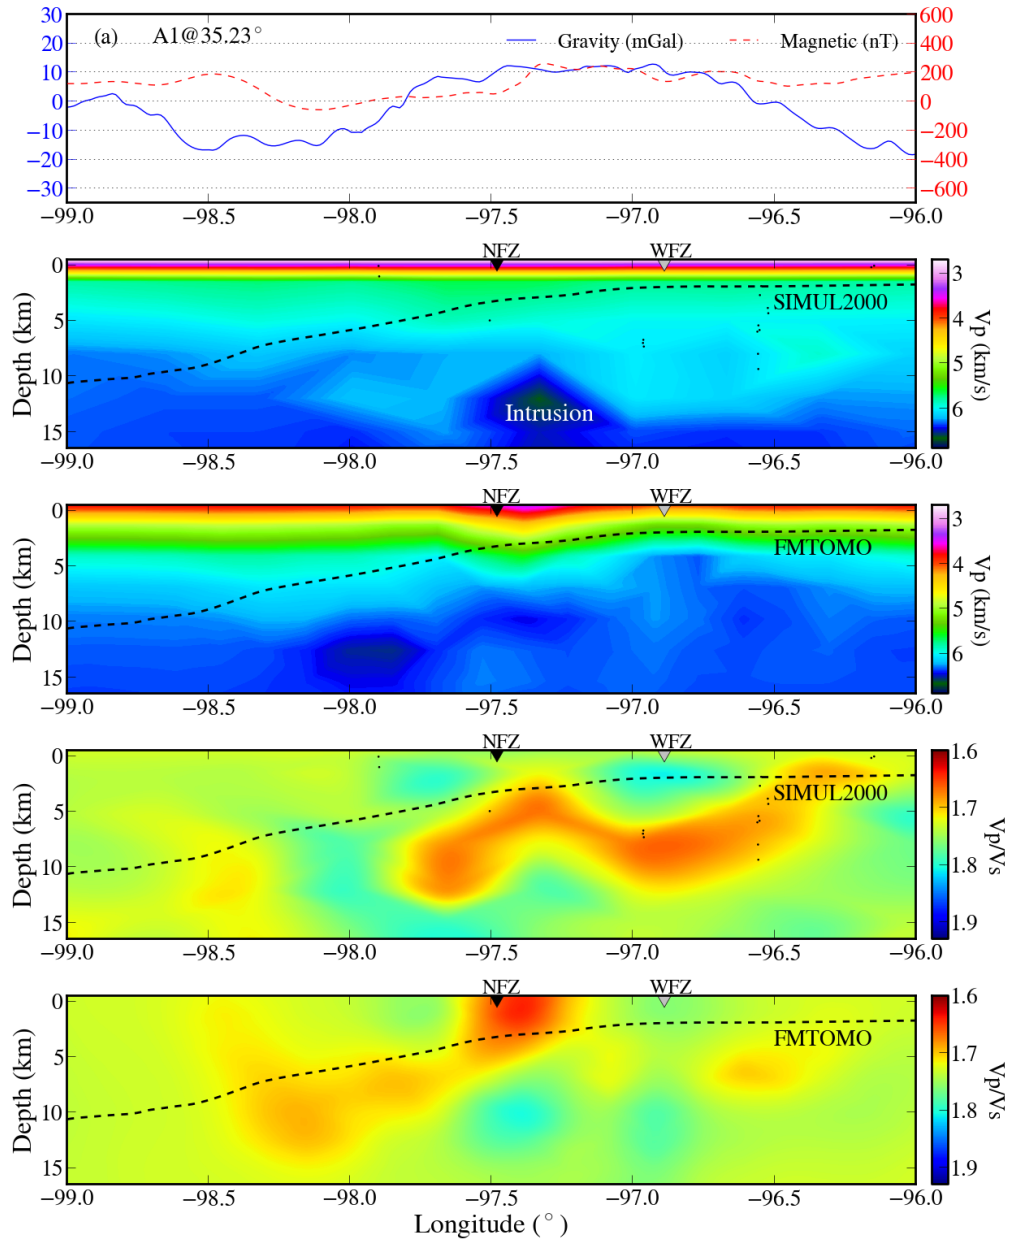 (a) A1@35.23°
Gravity (mGal) Magnetic (nT)
30 600
20 400
10 200
0 0
−10 −200
−20 −400
−30 −600
−99.0 −98.5 −98.0 −97.5 −97.0 −96.5 −96.0
NFZ WFZ
0
5
10
15
Depth (km)
SIMUL2000
Intrusion
3
4
5
6
Vp (km/s)
−99.0 −98.5 −98.0 −97.5 −97.0 −96.5 −96.0
NFZ WFZ
0
5
10
15
Depth (km)
FMTOMO
3
4
5
6
Vp (km/s)
−99.0 −98.5 −98.0 −97.5 −97.0 −96.5 −96.0
NFZ WFZ
0
5
10
15
Depth (km)
SIMUL2000
1.6
1.7
1.8
1.9
Vp/Vs
−99.0 −98.5 −98.0 −97.5 −97.0 −96.5 −96.0
NFZ WFZ
0
5
10
15
Depth (km)
FMTOMO
1.6
1.7
1.8
1.9
Vp/Vs
−99.0 −98.5 −98.0 −97.5 −97.0 −96.5 −96.0
Longitude (°)